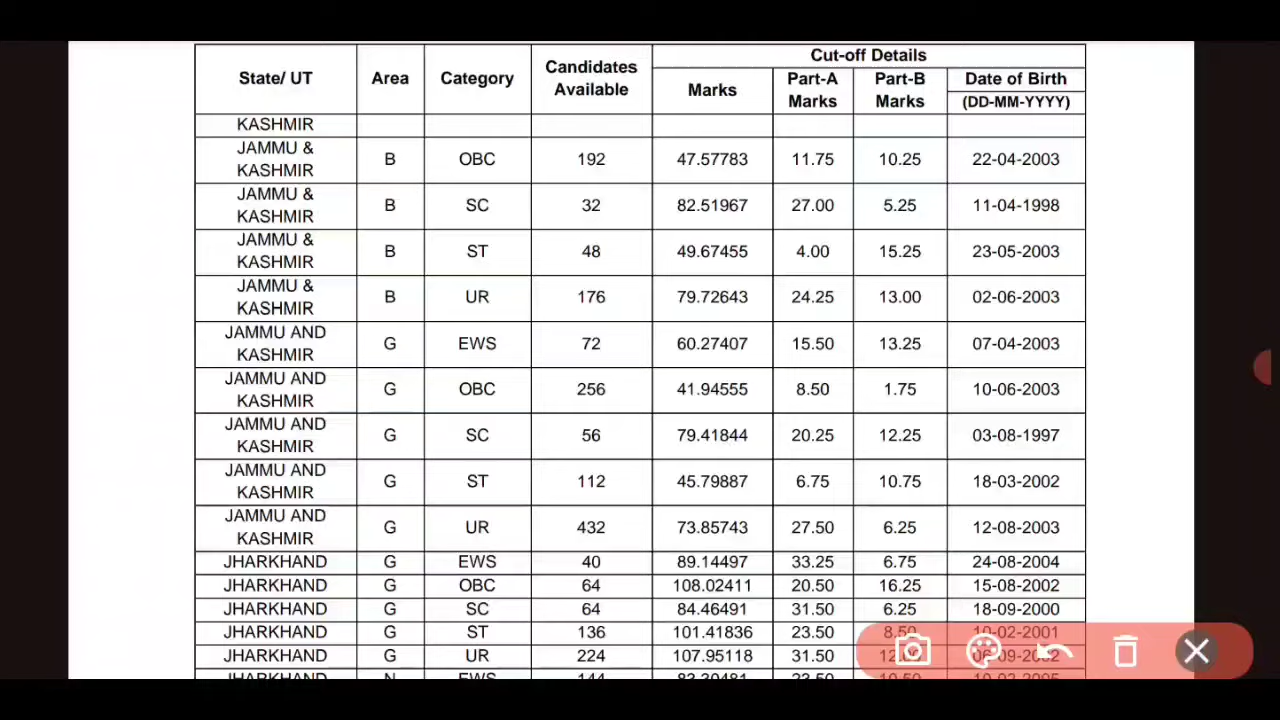 State/ UT Area Category Candidates Available Cut-off Details
Marks Part-A Marks Part-B Marks Date of Birth
(DD-MM-YYYY)
KASHMIR
JAMMU & KASHMIR B OBC 192 47.57783 11.75 10.25 22-04-2003
JAMMU & KASHMIR B SC 32 82.51967 27.00 5.25 11-04-1998
JAMMU & KASHMIR B ST 48 49.67455 4.00 15.25 23-05-2003
JAMMU & KASHMIR B UR 176 79.72643 24.25 13.00 02-06-2003
JAMMU AND KASHMIR G EWS 72 60.27407 15.50 13.25 07-04-2003
JAMMU AND KASHMIR G OBC 256 41.94555 8.50 1.75 10-06-2003
JAMMU AND KASHMIR G SC 56 79.41844 20.25 12.25 03-08-1997
JAMMU AND KASHMIR G ST 112 45.79887 6.75 10.75 18-03-2002
JAMMU AND KASHMIR G UR 432 73.85743 27.50 6.25 12-08-2003
JHARKHAND G EWS 40 89.14497 33.25 6.75 24-08-2004
JHARKHAND G OBC 64 108.02411 20.50 16.25 15-08-2002
JHARKHAND G SC 64 84.46491 31.50 6.25 18-09-2000
JHARKHAND G ST 136 101.41836 23.50 8.50 10-02-2001
JHARKHAND G UR 224 107.95118 31.50
JHARKHAND N EWS 144